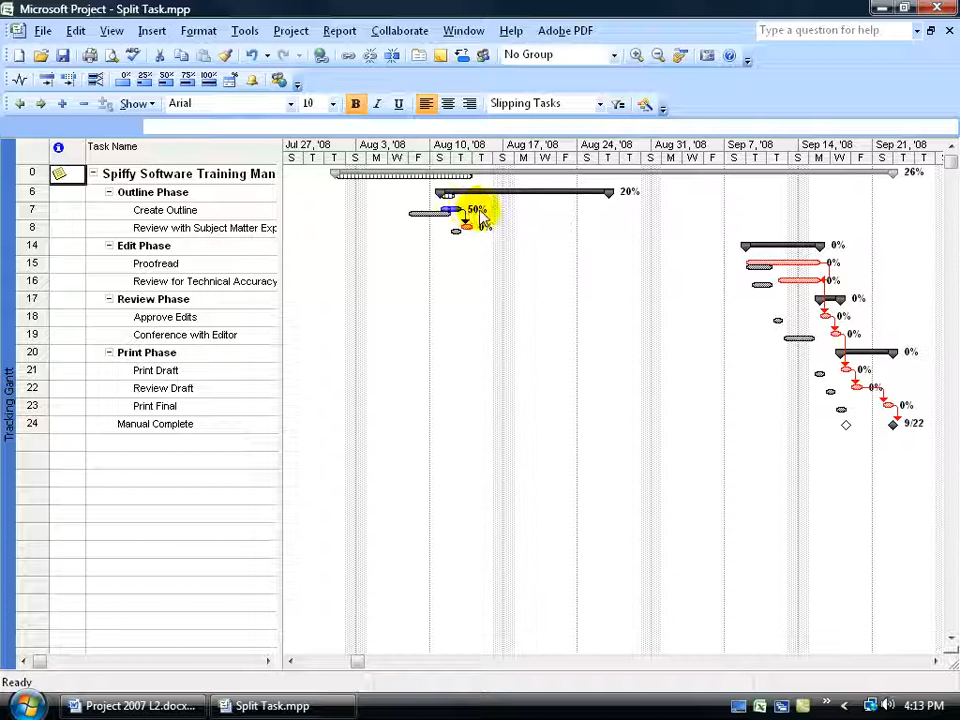 Microsoft Project - Split Task.mpp
File Edit View Insert Format Tools Project Report Collaborate Window Help Adobe PDF Type a question for help
No Group
0% 25% 50% 75% 100%
Show Arial 10 B I U Slipping Tasks
Task Name Jul 27, '08 Aug 3, '08 Aug 10, '08 Aug 17, '08 Aug 24, '08 Aug 31, '08 Sep 7, '08 Sep 14, '08 Sep 21, '08
S T T S M W F S T T S M W F S T T S M W F S T T S M W F S T
0 Spiffy Software Training Man 26%
6 Outline Phase 20%
7 Create Outline 50%
8 Review with Subject Matter Exp 0%
14 Edit Phase 0%
15 Proofread 0%
16 Review for Technical Accuracy 0%
17 Review Phase 0%
18 Approve Edits 0%
19 Conference with Editor 0%
20 Print Phase 0%
21 Print Draft 0%
22 Review Draft 0%
23 Print Final 0%
24 Manual Complete 9/22
Tracking Gantt
Ready
Project 2007 L2.docx... Split Task.mpp 4:13 PM